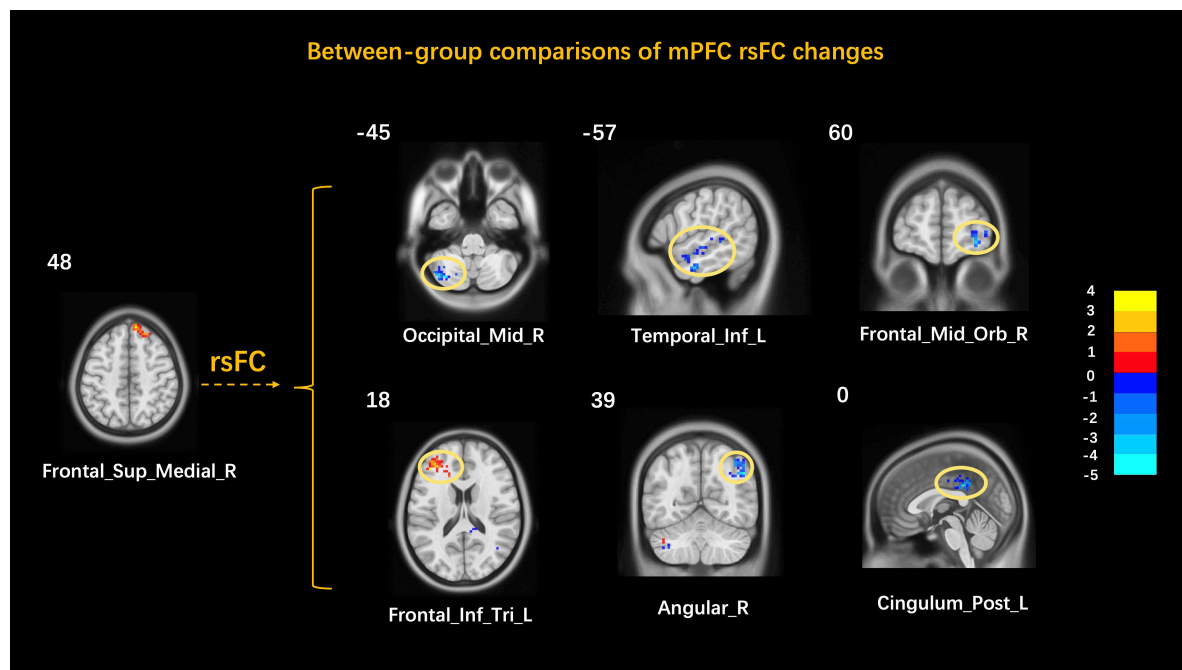 Between-group comparisons of mPFC rsFC changes
-45
-57
60
Occipital_Mid_R
Temporal_Inf_L
Frontal_Mid_Orb_R
48
rsFC
Frontal_Sup_Medial_R
18
39
0
Frontal_Inf_Tri_L
Angular_R
Cingulum_Post_L
4
3
2
1
0
-1
-2
-3
-4
-5